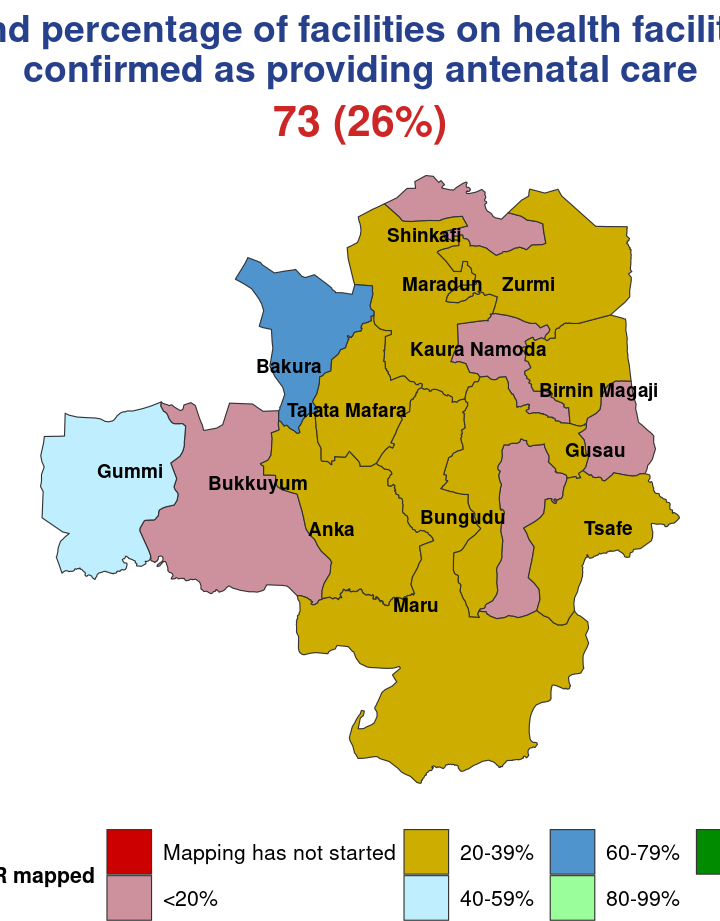 percentage of facilities on health
confirmed as providing antenatal care
73 (26%)
Shinkafi
Maradun
Zurmi
Kaura Namoda
Bakura
Birnin Magaji
Talata Mafara
Gusau
Gummi
Bukkuyum
Bungudu
Anka
Tsafe
Maru
Mapping has not started
20-39%
60-79%
mapped
<20%
40-59%
80-99%